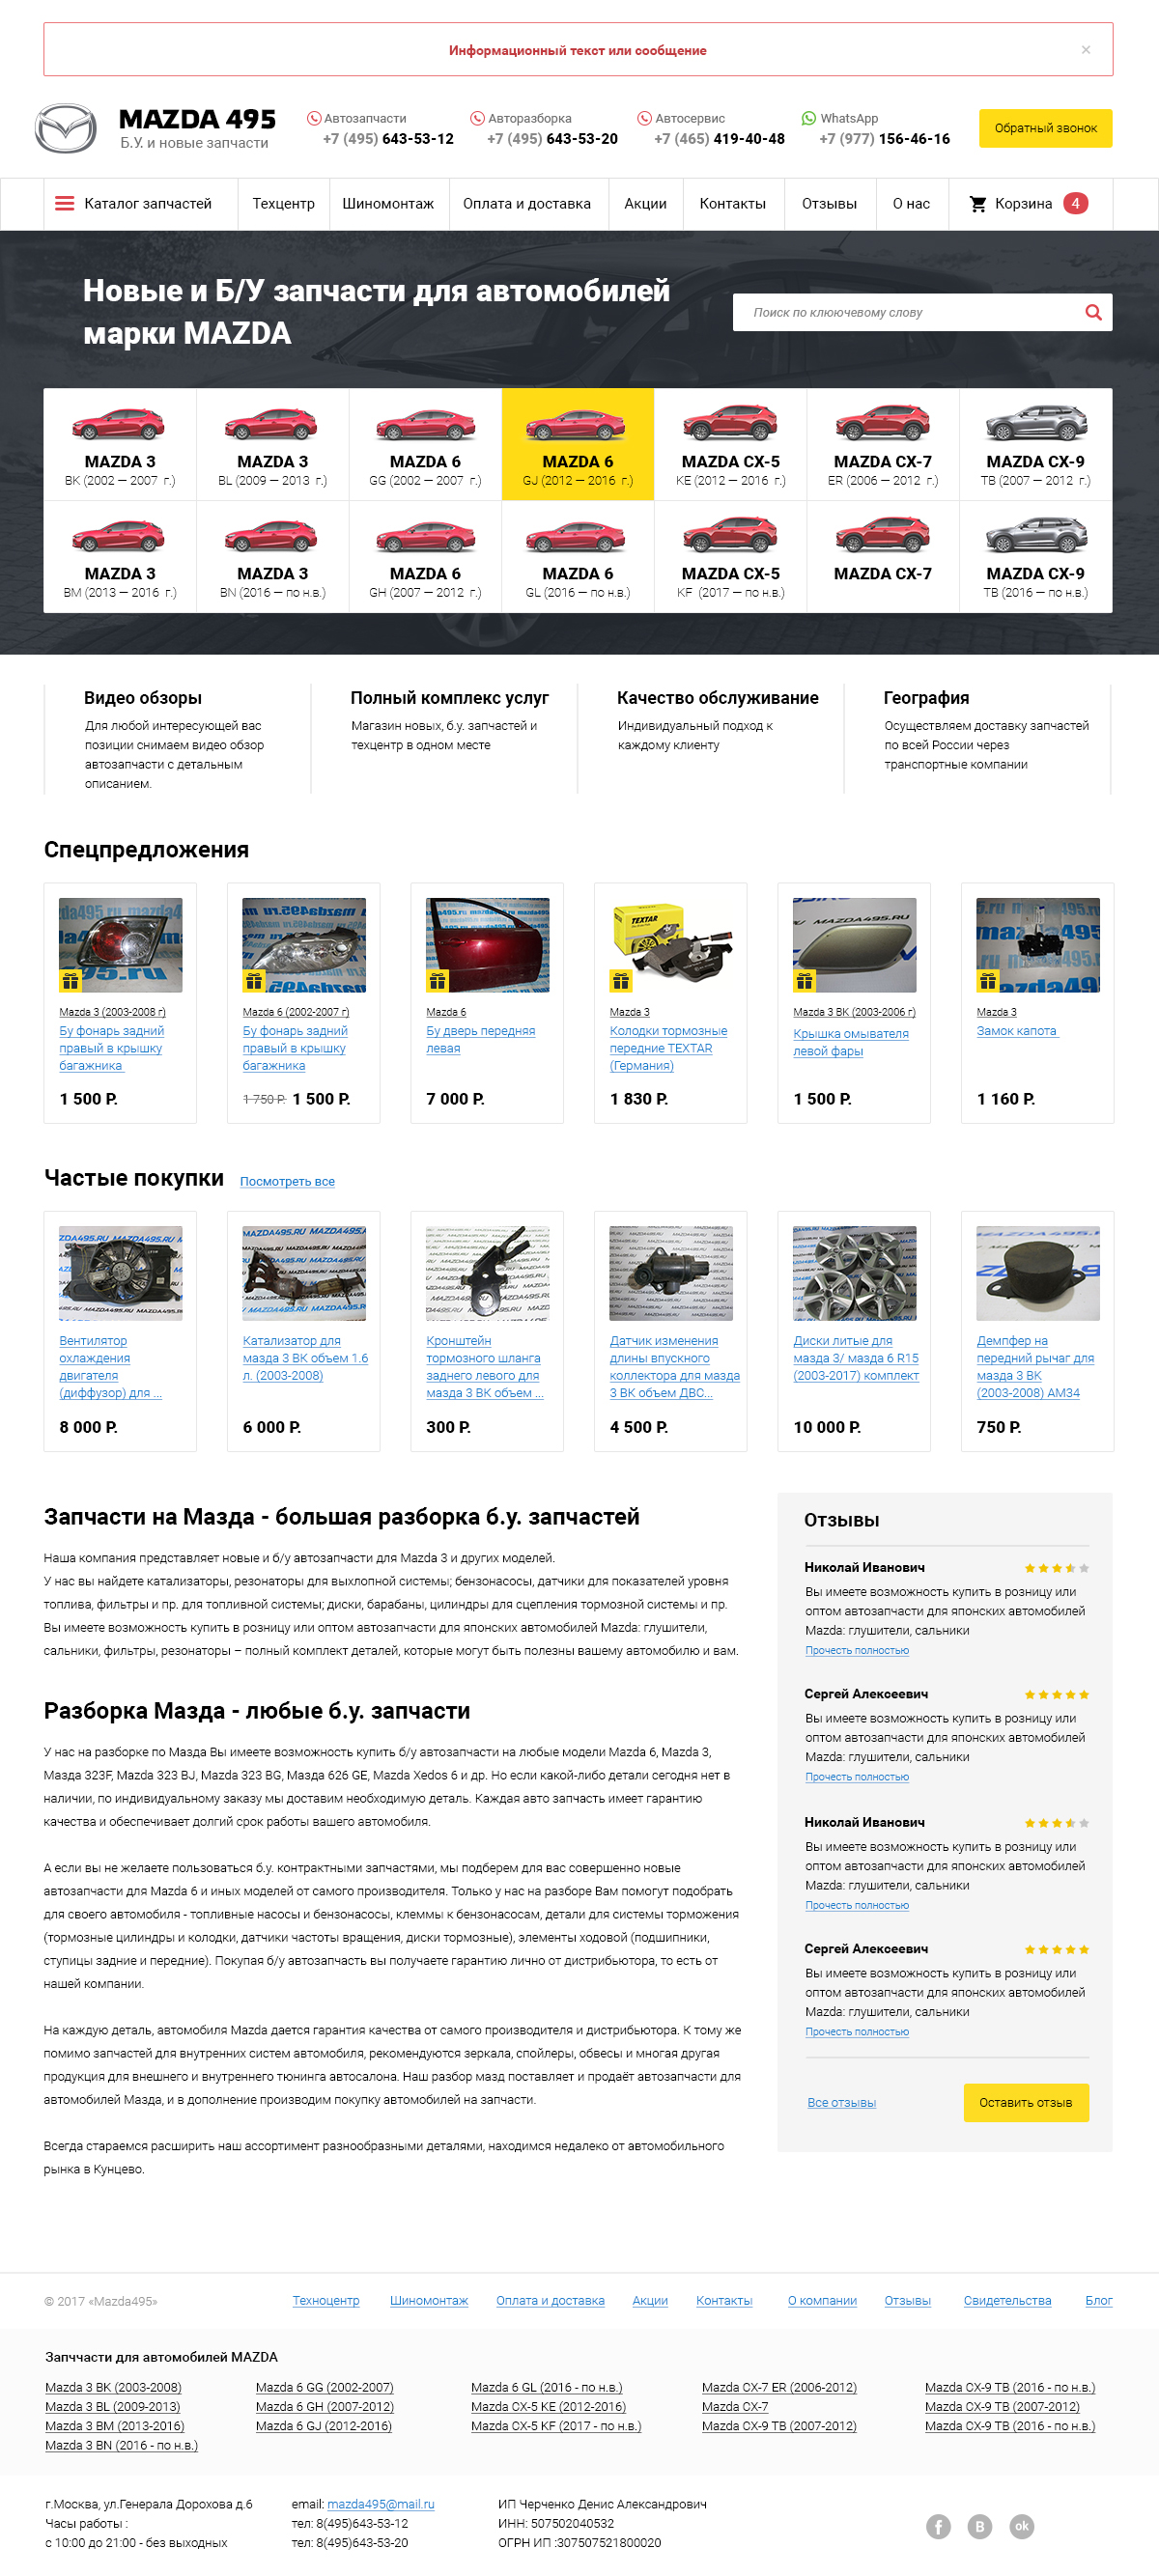 Информационный текст или сообщение
×
MAZDA 495
Б.У. и новые запчасти
Автозапчасти
+7 (495) 643-53-12
Авторазборка
+7 (495) 643-53-20
Автосервис
+7 (465) 419-40-48
WhatsApp
+7 (977) 156-46-16
Обратный звонок
Каталог запчастей
Техцентр
Шиномонтаж
Оплата и доставка
Акции
Контакты
Отзывы
О нас
Корзина 4
Новые и Б/У запчасти для автомобилей
марки MAZDA
Поиск по клюючевому слову
MAZDA 3
BK (2002 — 2007 г.)
MAZDA 3
BL (2009 — 2013 г.)
MAZDA 6
GG (2002 — 2007 г.)
MAZDA 6
GJ (2012 — 2016 г.)
MAZDA CX-5
KE (2012 — 2016 г.)
MAZDA CX-7
ER (2006 — 2012 г.)
MAZDA CX-9
TB (2007 — 2012 г.)
MAZDA 3
BM (2013 — 2016 г.)
MAZDA 3
BN (2016 — по н.в.)
MAZDA 6
GH (2007 — 2012 г.)
MAZDA 6
GL (2016 — по н.в.)
MAZDA CX-5
KF (2017 — по н.в.)
MAZDA CX-7
MAZDA CX-9
TB (2016 — по н.в.)
Видео обзоры
Для любой интересующей вас
позиции снимаем видео обзор
автозапчасти с детальным
описанием.
Полный комплекс услуг
Магазин новых, б.у. запчастей и
техцентр в одном месте
Качество обслуживание
Индивидуальный подход к
каждому клиенту
География
Осуществляем доставку запчастей
по всей России через
транспортные компании
Спецпредложения
Mazda 3 (2003-2008 г)
Бу фонарь задний
правый в крышку
багажника
1 500 Р.
Mazda 6 (2002-2007 г)
Бу фонарь задний
правый в крышку
багажника
1 750 Р. 1 500 Р.
Mazda 6
Бу дверь передняя
левая
7 000 Р.
TEXTAR
Mazda 3
Колодки тормозные
передние TEXTAR
(Германия)
1 830 Р.
MAZDA495.RU
Mazda 3 BK (2003-2006 г)
Крышка омывателя
левой фары
1 500 Р.
Mazda 3
Замок капота
1 160 Р.
Частые покупки Посмотреть все
Вентилятор
охлаждения
двигателя
(диффузор) для ...
8 000 Р.
Катализатор для
мазда 3 ВК объем 1.6
л. (2003-2008)
6 000 Р.
Кронштейн
тормозного шланга
заднего левого для
мазда 3 ВК объем ...
300 Р.
Датчик изменения
длины впускного
коллектора для мазда
3 ВК объем ДВС...
4 500 Р.
Диски литые для
мазда 3/ мазда 6 R15
(2003-2017) комплект
10 000 Р.
Демпфер на
передний рычаг для
мазда 3 ВК
(2003-2008) AM34
750 Р.
Запчасти на Мазда - большая разборка б.у. запчастей
Наша компания представляет новые и б/у автозапчасти для Mazda 3 и других моделей.
У нас вы найдете катализаторы, резонаторы для выхлопной системы; бензонасосы, датчики для показателей уровня
топлива, фильтры и пр. для топливной системы; диски, барабаны, цилиндры для сцепления тормозной системы и пр.
Вы имеете возможность купить в розницу или оптом автозапчасти для японских автомобилей Mazda: глушители,
сальники, фильтры, резонаторы – полный комплект деталей, которые могут быть полезны вашему автомобилю и вам.
Разборка Мазда - любые б.у. запчасти
У нас на разборке по Мазда Вы имеете возможность купить б/у автозапчасти на любые модели Mazda 6, Mazda 3,
Мазда 323F, Mazda 323 BJ, Mazda 323 BG, Мазда 626 GE, Mazda Xedos 6 и др. Но если какой-либо детали сегодня нет в
наличии, по индивидуальному заказу мы доставим необходимую деталь. Каждая авто запчасть имеет гарантию
качества и обеспечивает долгий срок работы вашего автомобиля.
А если вы не желаете пользоваться б.у. контрактными запчастями, мы подберем для вас совершенно новые
автозапчасти для Mazda 6 и иных моделей от самого производителя. Только у нас на разборе Вам помогут подобрать
для своего автомобиля - топливные насосы и бензонасосы, клеммы к бензонасосам, детали для системы торможения
(тормозные цилиндры и колодки, датчики частоты вращения, диски тормозные), элементы ходовой (подшипники,
ступицы задние и передние). Покупая б/у автозапчасть вы получаете гарантию лично от дистрибьютора, то есть от
нашей компании.
На каждую деталь, автомобиля Mazda дается гарантия качества от самого производителя и дистрибьютора. К тому же
помимо запчастей для внутренних систем автомобиля, рекомендуются зеркала, спойлеры, обвесы и многая другая
продукция для внешнего и внутреннего тюнинга автосалона. Наш разбор мазд поставляет и продаёт автозапчасти для
автомобилей Мазда, и в дополнение производим покупку автомобилей на запчасти.
Всегда стараемся расширить наш ассортимент разнообразными деталями, находимся недалеко от автомобильного
рынка в Кунцево.
Отзывы
Николай Иванович
Вы имеете возможность купить в розницу или
оптом автозапчасти для японских автомобилей
Mazda: глушители, сальники
Прочесть полностью
Сергей Алексеевич
Вы имеете возможность купить в розницу или
оптом автозапчасти для японских автомобилей
Mazda: глушители, сальники
Прочесть полностью
Николай Иванович
Вы имеете возможность купить в розницу или
оптом автозапчасти для японских автомобилей
Mazda: глушители, сальники
Прочесть полностью
Сергей Алексеевич
Вы имеете возможность купить в розницу или
оптом автозапчасти для японских автомобилей
Mazda: глушители, сальники
Прочесть полностью
Все отзывы
Оставить отзыв
© 2017 «Mazda495»
Техноцентр
Шиномонтаж
Оплата и доставка
Акции
Контакты
О компании
Отзывы
Свидетельства
Блог
Запччасти для автомобилей MAZDA
Mazda 3 BK (2003-2008)
Mazda 3 BL (2009-2013)
Mazda 3 BM (2013-2016)
Mazda 3 BN (2016 - по н.в.)
Mazda 6 GG (2002-2007)
Mazda 6 GH (2007-2012)
Mazda 6 GJ (2012-2016)
Mazda 6 GL (2016 - по н.в.)
Mazda CX-5 KE (2012-2016)
Mazda CX-5 KF (2017 - по н.в.)
Mazda CX-7 ER (2006-2012)
Mazda CX-7
Mazda CX-9 TB (2007-2012)
Mazda CX-9 TB (2016 - по н.в.)
Mazda CX-9 TB (2007-2012)
Mazda CX-9 TB (2016 - по н.в.)
г.Москва, ул.Генерала Дорохова д.6
Часы работы :
с 10:00 до 21:00 - без выходных
email: mazda495@mail.ru
тел: 8(495)643-53-12
тел: 8(495)643-53-20
ИП Черченко Денис Александрович
ИНН: 507502040532
ОГРН ИП :307507521800020
f
B
ok